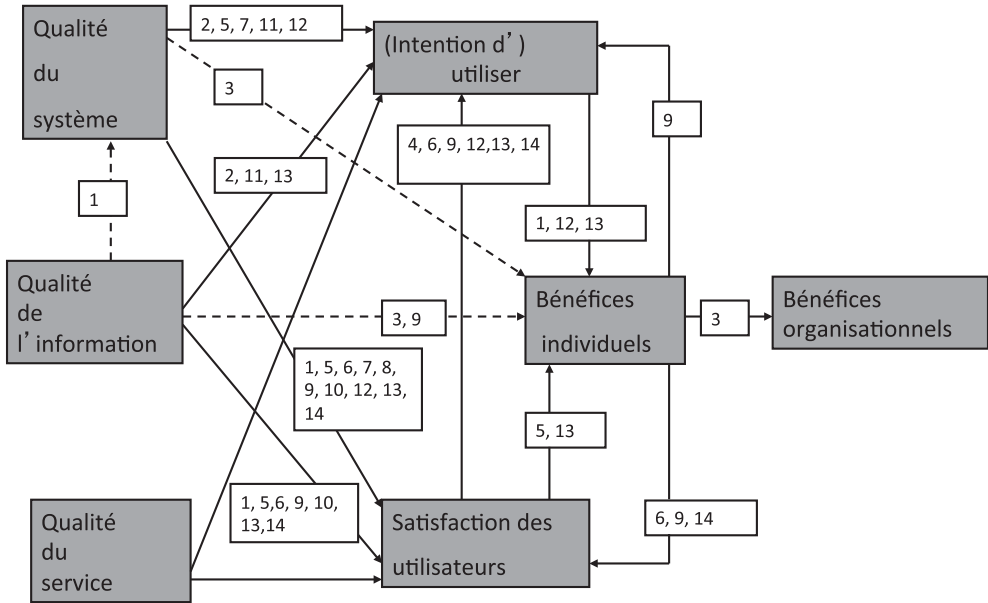 Qualité
du
système
2, 5, 7, 11, 12
(Intention d’ )
utiliser
3
9
4, 6, 9, 12,13, 14
2, 11, 13
1
1, 12, 13
Qualité
de
l’ information
3, 9
Bénéfices
individuels
3
Bénéfices
organisationnels
1, 5, 6, 7, 8,
9, 10, 12, 13,
14
5, 13
1, 5,6, 9, 10,
13,14
6, 9, 14
Qualité
du
service
Satisfaction des
utilisateurs